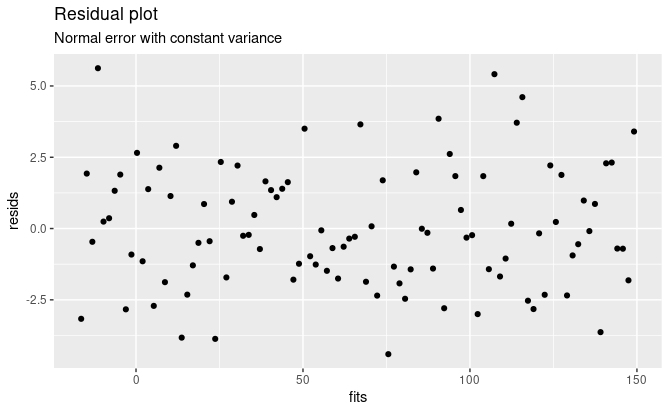 Residual plot
Normal error with constant variance
5.0
2.5
0.0
-2.5
resids
0 50 100 150
fits